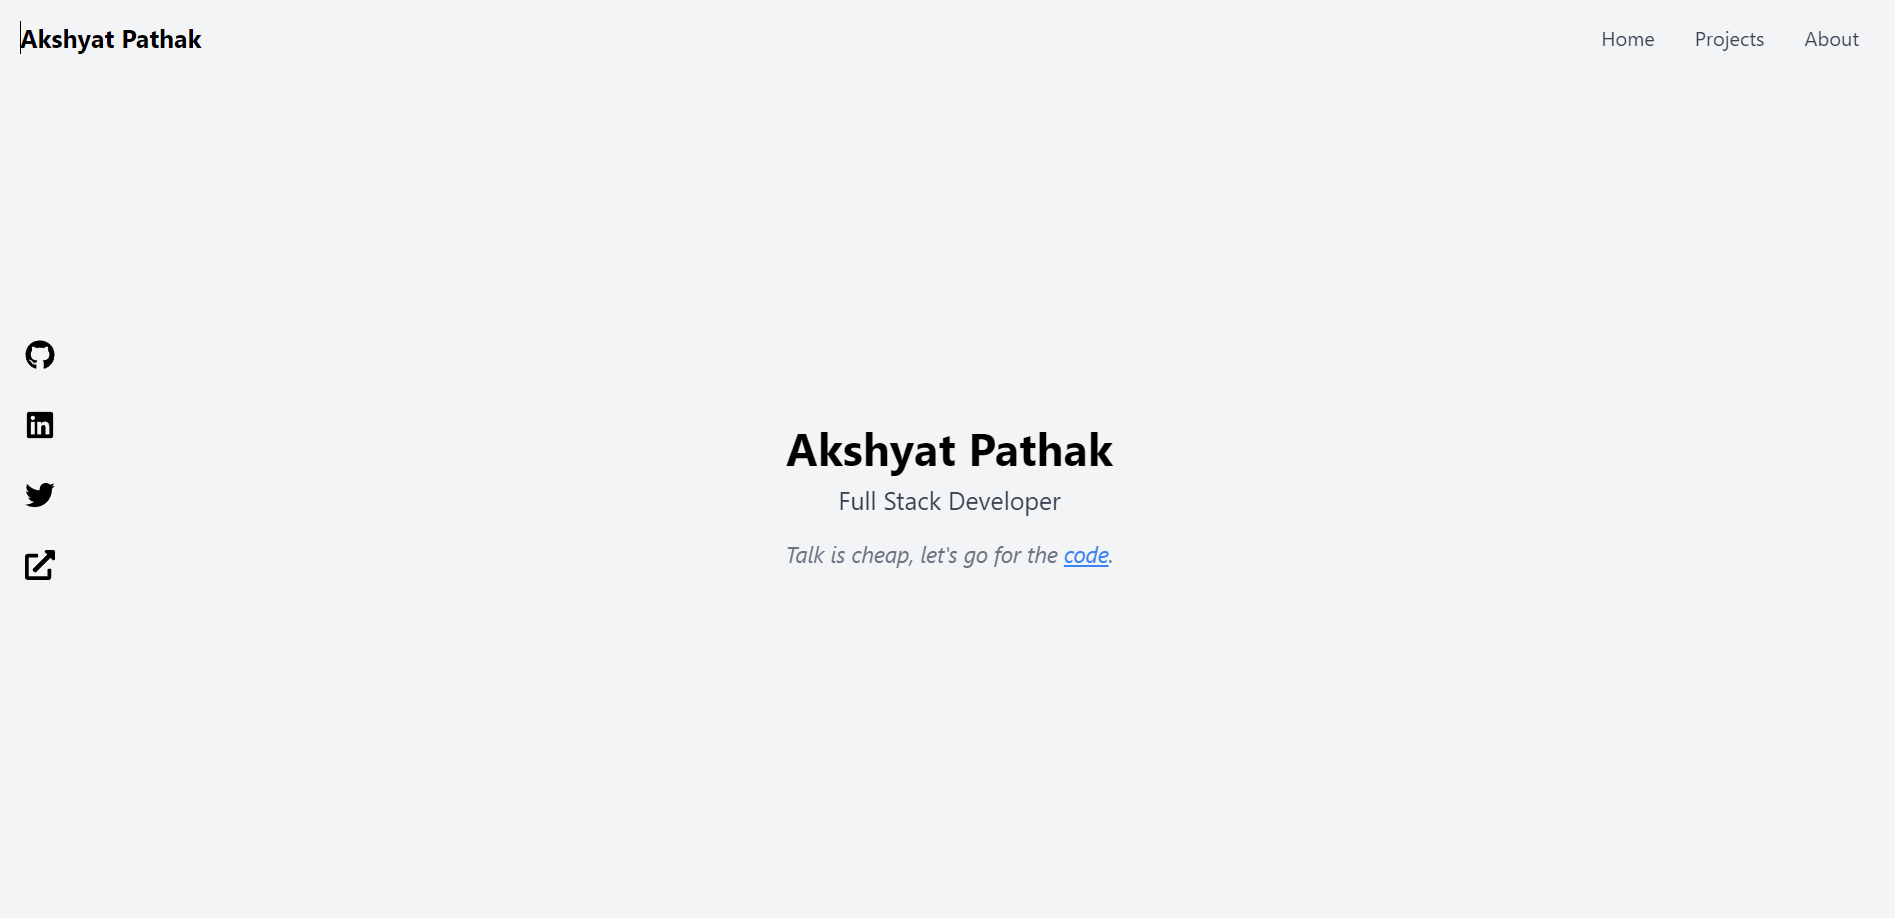 Akshyat Pathak
Home Projects About
Akshyat Pathak
Full Stack Developer
Talk is cheap, let's go for the code.